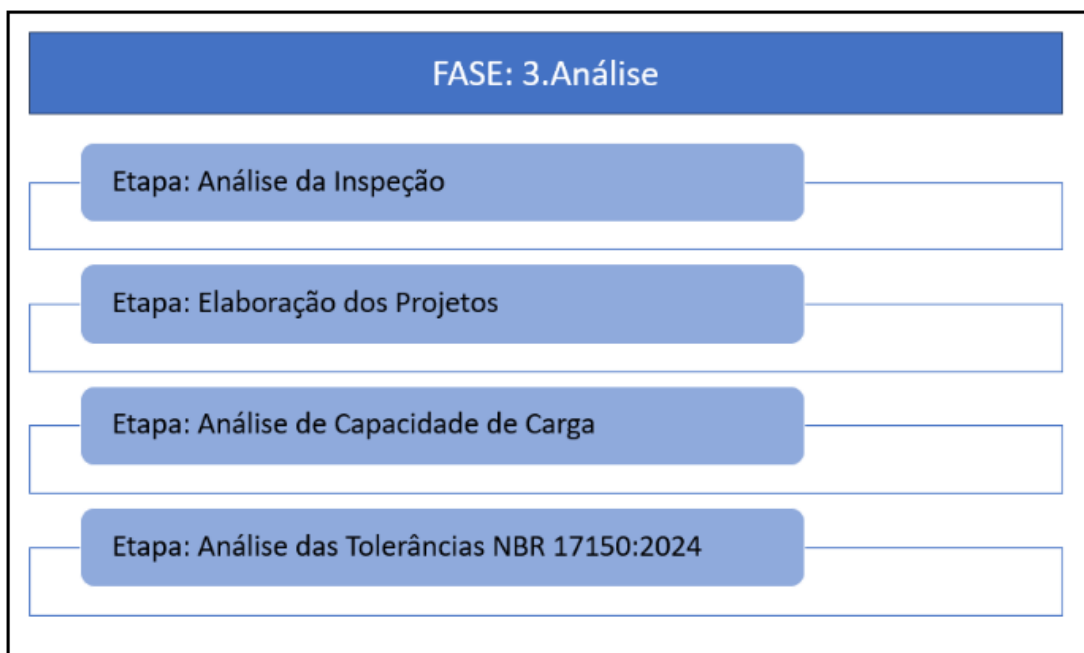 FASE: 3.Análise
Etapa: Análise da Inspeção
Etapa: Elaboração dos Projetos
Etapa: Análise de Capacidade de Carga
Etapa: Análise das Tolerâncias NBR 17150:2024